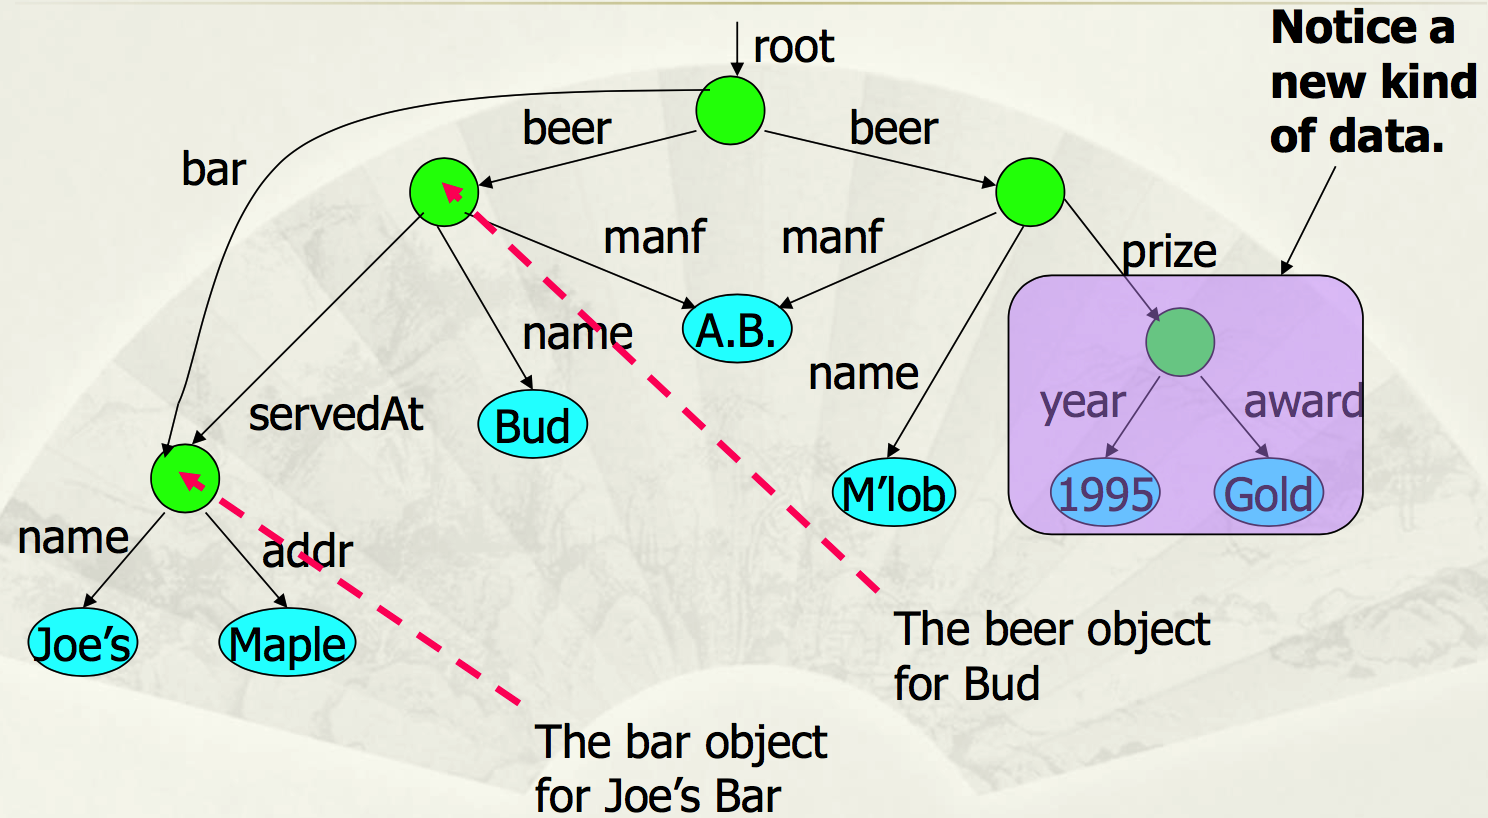 root
Notice a
new kind
of data.
beer
beer
bar
manf
manf
prize
name
A.B.
name
servedAt
Bud
year
award
M’lob
1995
Gold
name
addr
Joe’s
Maple
The beer object
for Bud
The bar object
for Joe’s Bar